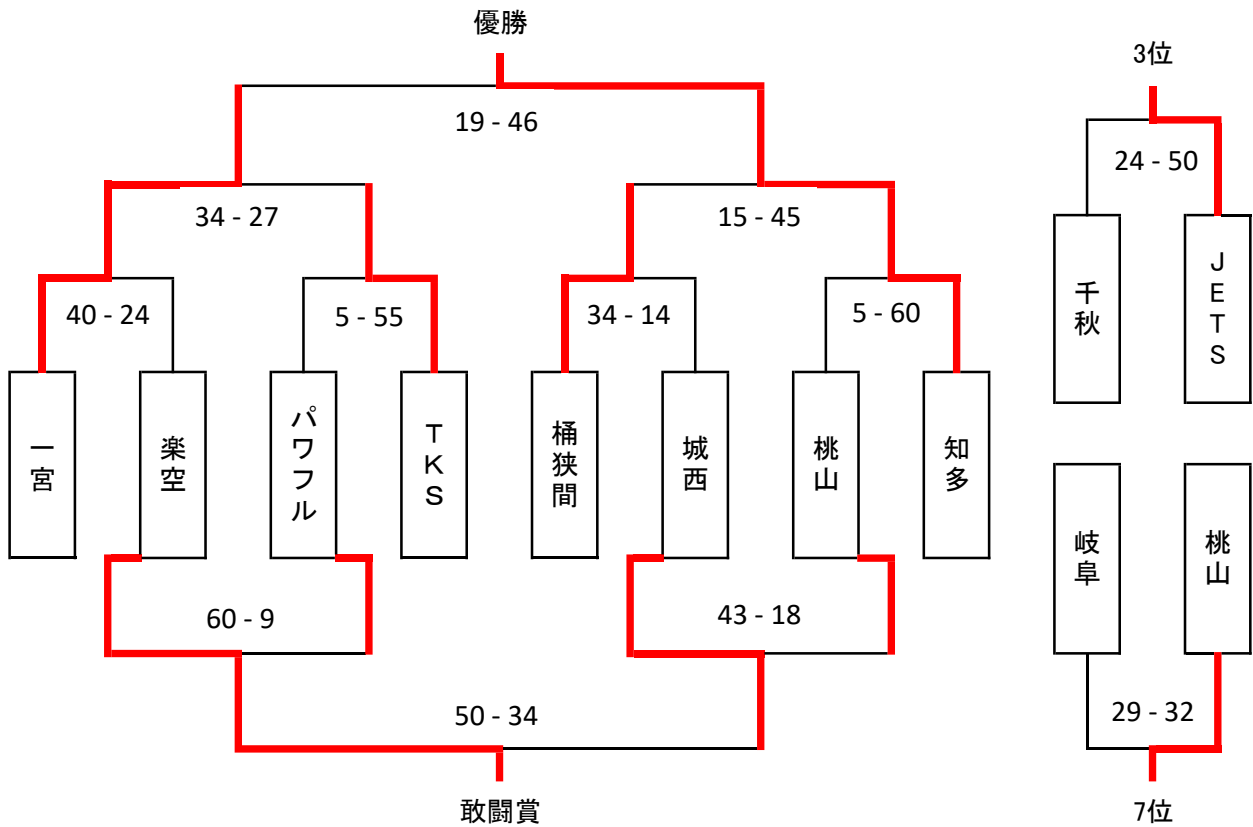 優勝
3位
19 - 46
24 - 50
34 - 27
15 - 45
40 - 24
5 - 55
34 - 14
5 - 60
千秋
JETS
一宮
楽空
パワフル
TKS
桶狭間
城西
桃山
知多
岐阜
桃山
60 - 9
43 - 18
50 - 34
29 - 32
敢闘賞
7位